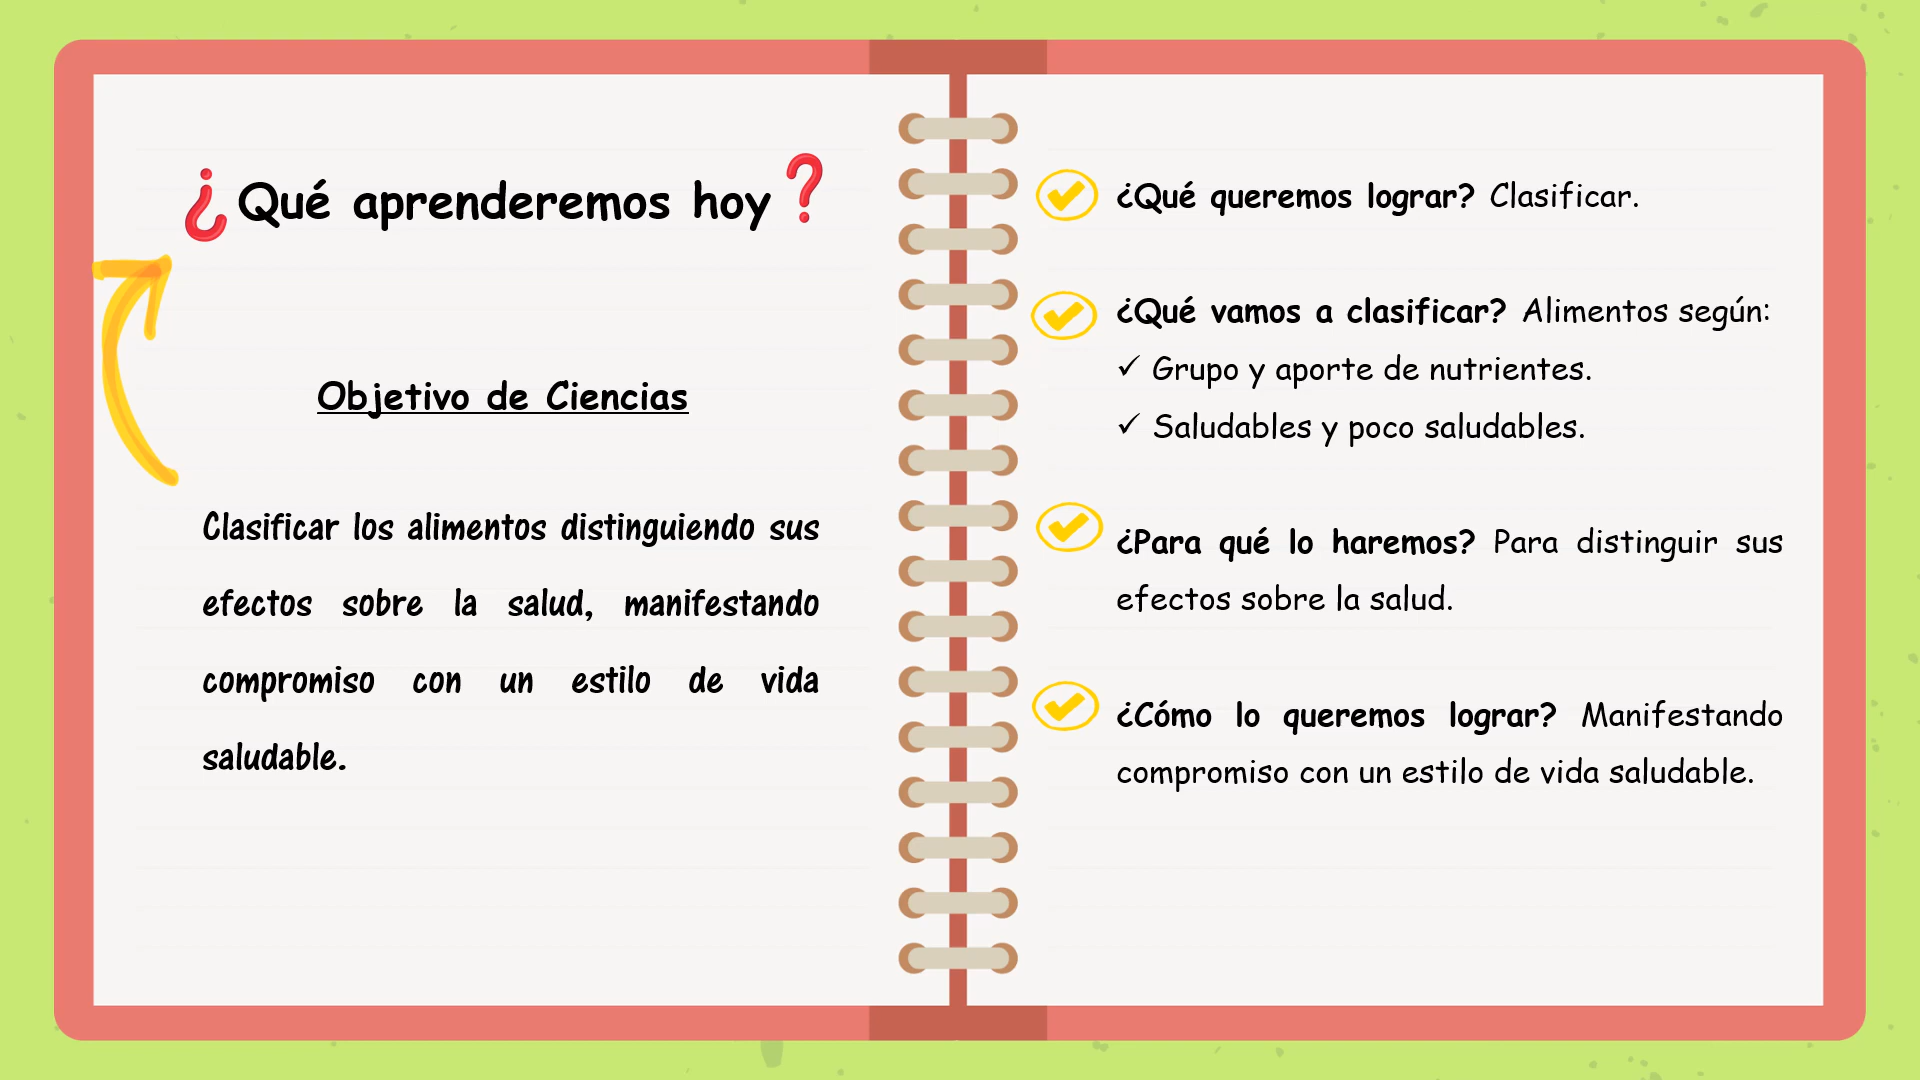 ¿Qué aprenderemos hoy?
Objetivo de Ciencias
Clasificar los alimentos distinguiendo sus
efectos sobre la salud, manifestando
compromiso con un estilo de vida
saludable.
¿Qué queremos lograr? Clasificar.
¿Qué vamos a clasificar? Alimentos según:
✓ Grupo y aporte de nutrientes.
✓ Saludables y poco saludables.
¿Para qué lo haremos? Para distinguir sus
efectos sobre la salud.
¿Cómo lo queremos lograr? Manifestando
compromiso con un estilo de vida saludable.